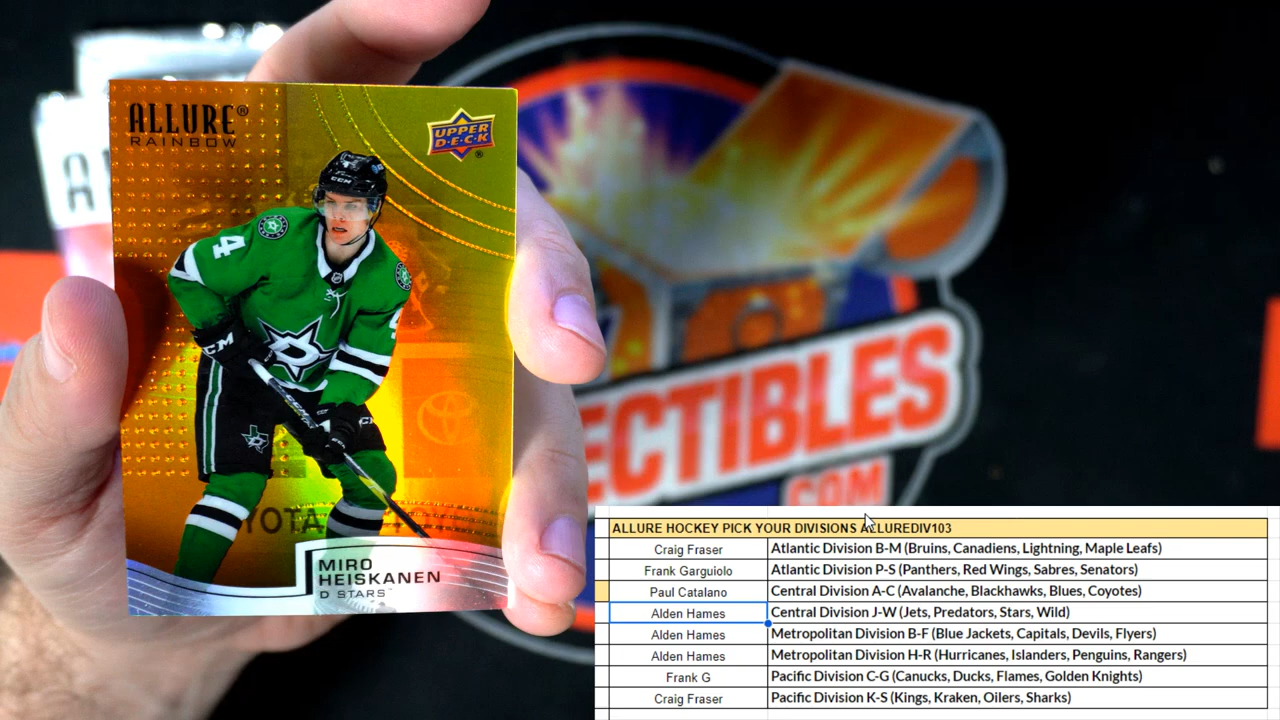 ALLURE®
RAINBOW
UPPER
D·E·C·K
®
4
CCM
CM
TOYOTA
MIRO
HEISKANEN
D STARS™
ECTIBLES
.COM
ALLURE HOCKEY PICK YOUR DIVISIONS ALLUREDIV103
Craig Fraser Atlantic Division B-M (Bruins, Canadiens, Lightning, Maple Leafs)
Frank Garguiolo Atlantic Division P-S (Panthers, Red Wings, Sabres, Senators)
Paul Catalano Central Division A-C (Avalanche, Blackhawks, Blues, Coyotes)
Alden Hames Central Division J-W (Jets, Predators, Stars, Wild)
Alden Hames Metropolitan Division B-F (Blue Jackets, Capitals, Devils, Flyers)
Alden Hames Metropolitan Division H-R (Hurricanes, Islanders, Penguins, Rangers)
Frank G Pacific Division C-G (Canucks, Ducks, Flames, Golden Knights)
Craig Fraser Pacific Division K-S (Kings, Kraken, Oilers, Sharks)